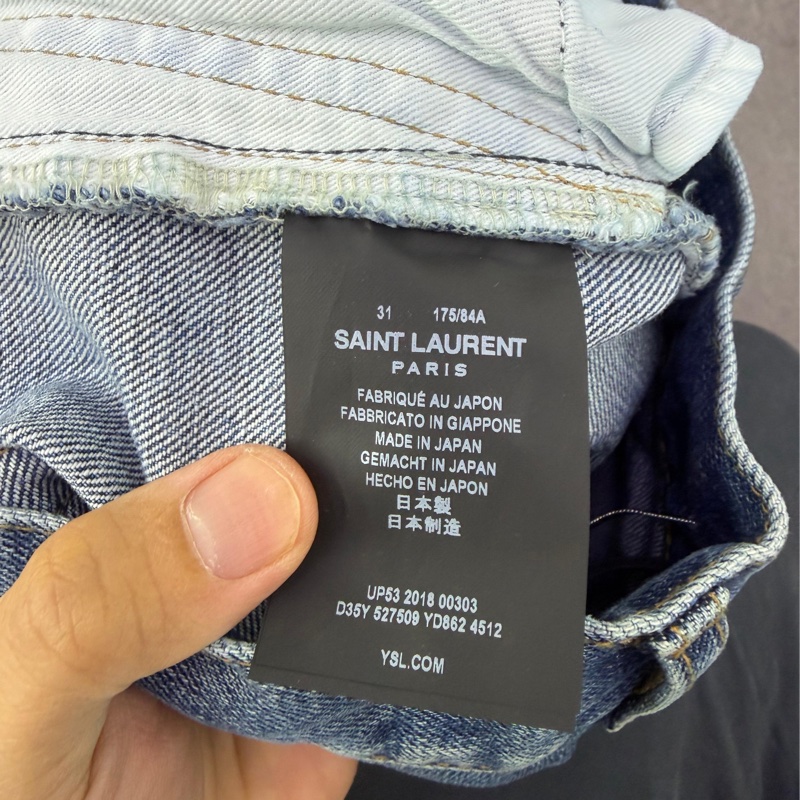 31 175/84A
SAINT LAURENT
PARIS
FABRIQUÉ AU JAPON
FABBRICATO IN GIAPPONE
MADE IN JAPAN
GEMACHT IN JAPAN
HECHO EN JAPON
日本製
日本制造
UP53 2018 00303
D35Y 527509 YD862 4512
YSL.COM